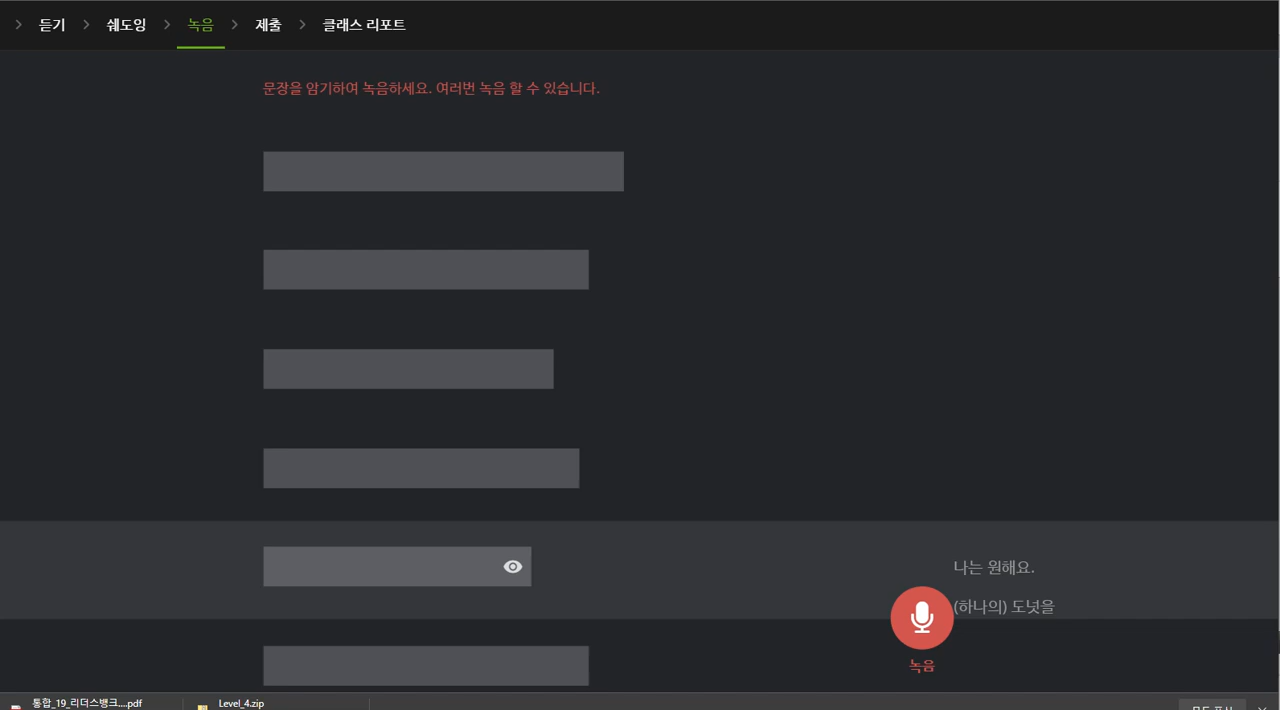 듣기 쉐도잉 녹음 제출 클래스 리포트
문장을 암기하여 녹음하세요. 여러번 녹음 할 수 있습니다.
나는 원해요.
(하나의) 도넛을
녹음
통합_19_리더스뱅크....pdf Level_4.zip